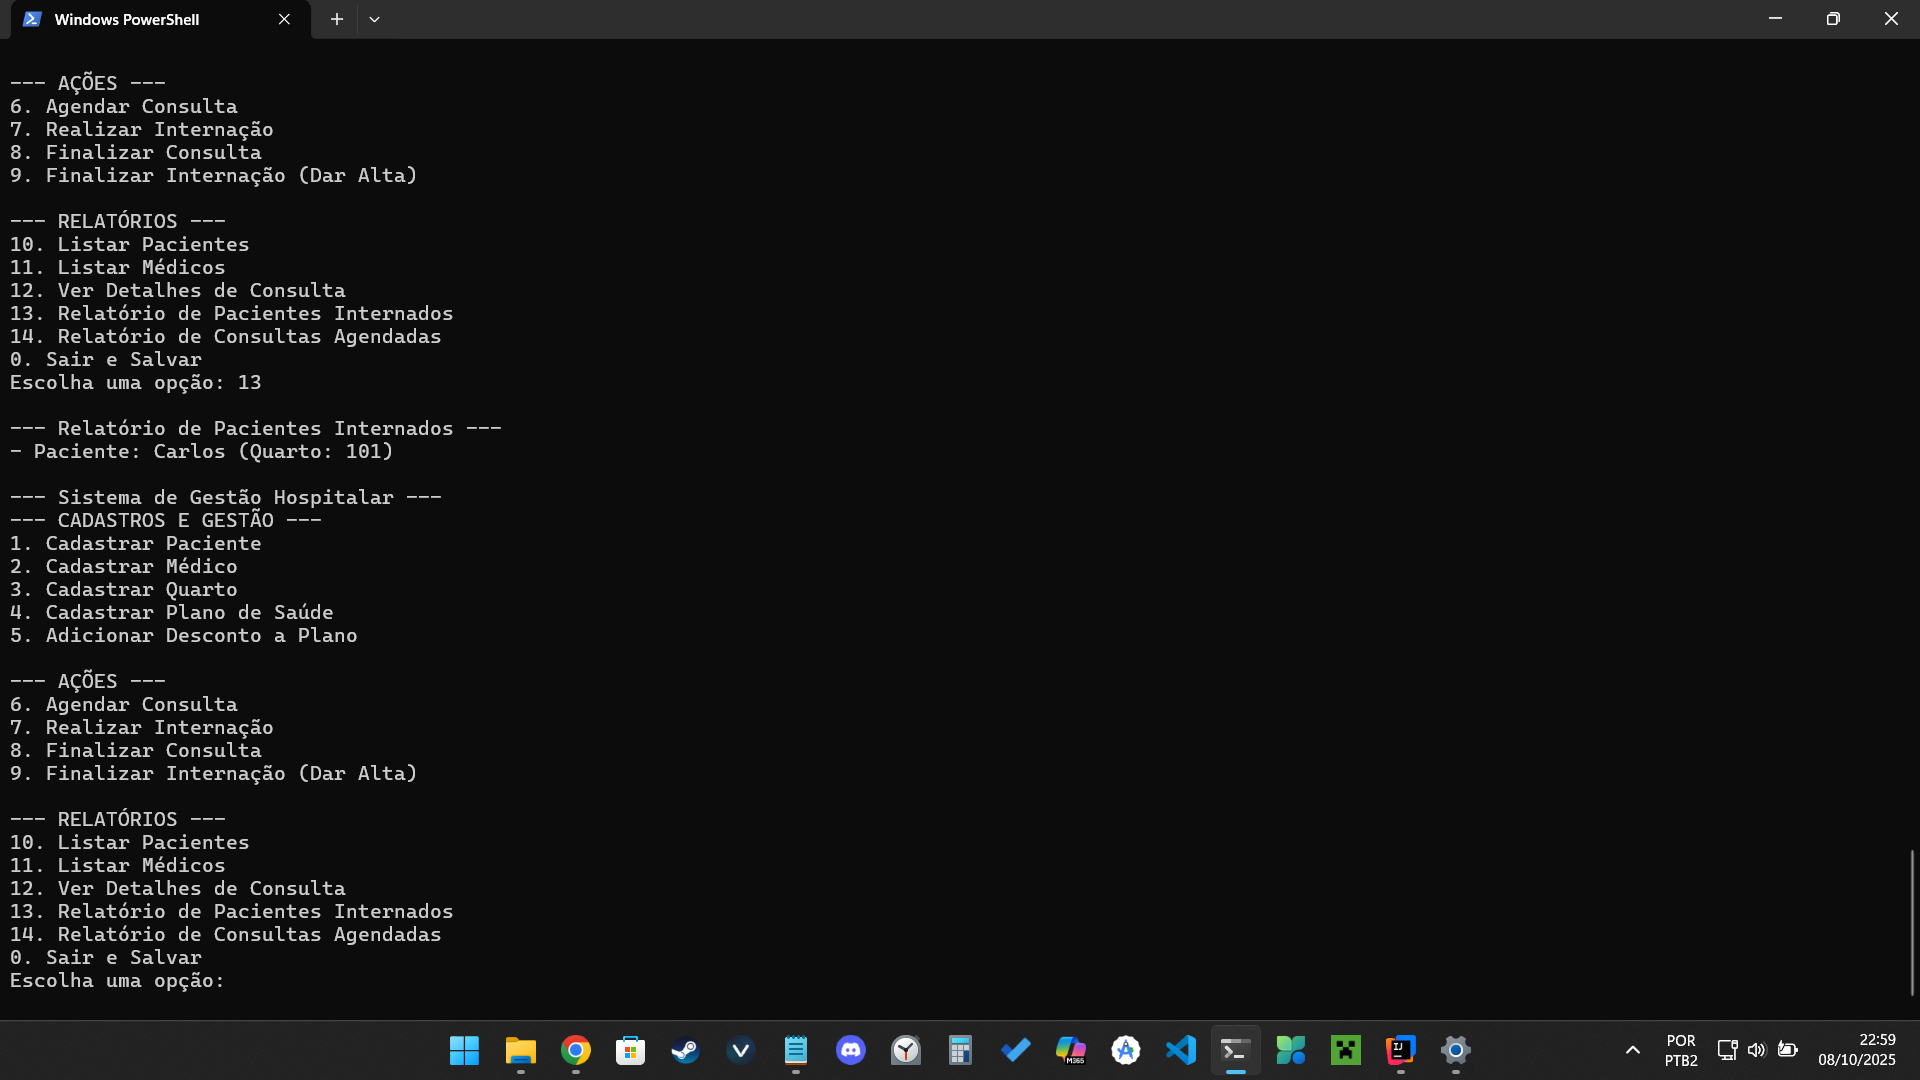 Windows PowerShell
--- AÇÕES ---
6. Agendar Consulta
7. Realizar Internação
8. Finalizar Consulta
9. Finalizar Internação (Dar Alta)
--- RELATÓRIOS ---
10. Listar Pacientes
11. Listar Médicos
12. Ver Detalhes de Consulta
13. Relatório de Pacientes Internados
14. Relatório de Consultas Agendadas
0. Sair e Salvar
Escolha uma opção: 13
--- Relatório de Pacientes Internados ---
- Paciente: Carlos (Quarto: 101)
--- Sistema de Gestão Hospitalar ---
--- CADASTROS E GESTÃO ---
1. Cadastrar Paciente
2. Cadastrar Médico
3. Cadastrar Quarto
4. Cadastrar Plano de Saúde
5. Adicionar Desconto a Plano
--- AÇÕES ---
6. Agendar Consulta
7. Realizar Internação
8. Finalizar Consulta
9. Finalizar Internação (Dar Alta)
--- RELATÓRIOS ---
10. Listar Pacientes
11. Listar Médicos
12. Ver Detalhes de Consulta
13. Relatório de Pacientes Internados
14. Relatório de Consultas Agendadas
0. Sair e Salvar
Escolha uma opção:
M365
IJ
POR
PTB2
22:59
08/10/2025